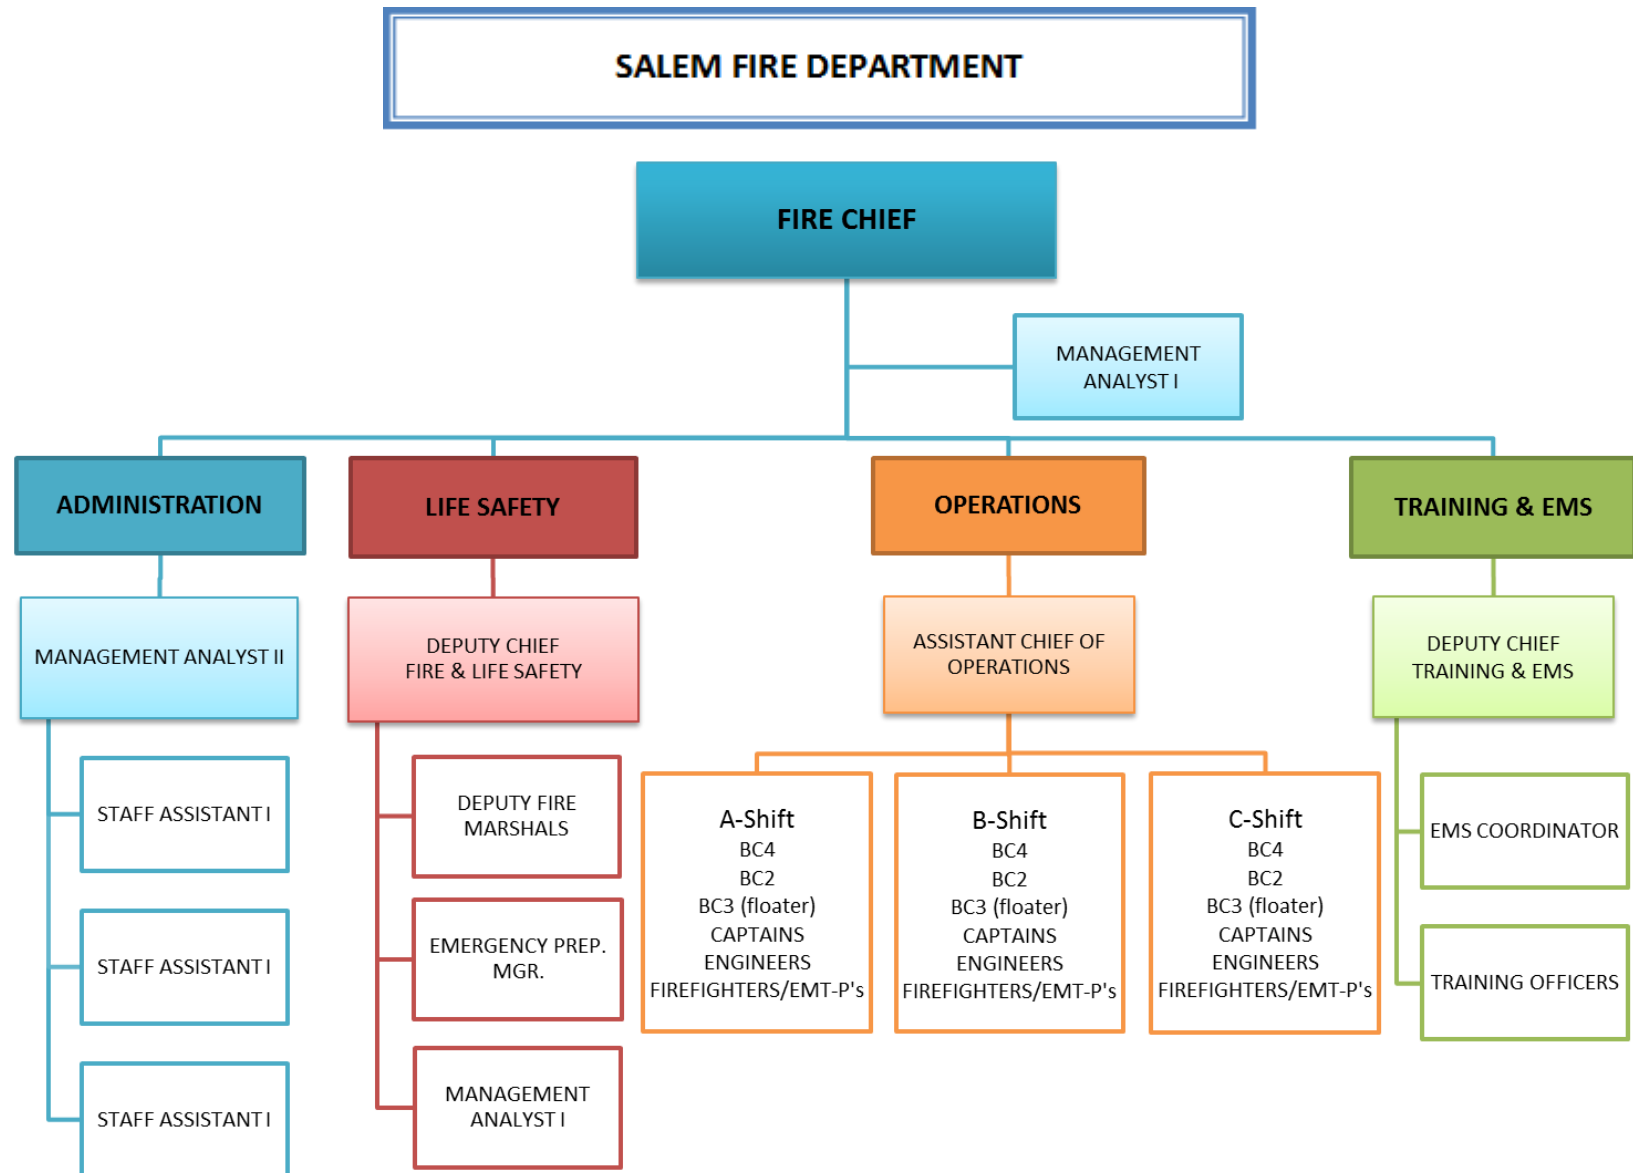 SALEM FIRE DEPARTMENT
FIRE CHIEF
MANAGEMENT
ANALYST I
ADMINISTRATION
LIFE SAFETY
OPERATIONS
TRAINING & EMS
MANAGEMENT ANALYST II
DEPUTY CHIEF
FIRE & LIFE SAFETY
ASSISTANT CHIEF OF
OPERATIONS
DEPUTY CHIEF
TRAINING & EMS
STAFF ASSISTANT I
STAFF ASSISTANT I
STAFF ASSISTANT I
DEPUTY FIRE
MARSHALS
EMERGENCY PREP.
MGR.
MANAGEMENT
ANALYST I
A-Shift
BC4
BC2
BC3 (floater)
CAPTAINS
ENGINEERS
FIREFIGHTERS/EMT-P's
B-Shift
BC4
BC2
BC3 (floater)
CAPTAINS
ENGINEERS
FIREFIGHTERS/EMT-P's
C-Shift
BC4
BC2
BC3 (floater)
CAPTAINS
ENGINEERS
FIREFIGHTERS/EMT-P's
EMS COORDINATOR
TRAINING OFFICERS